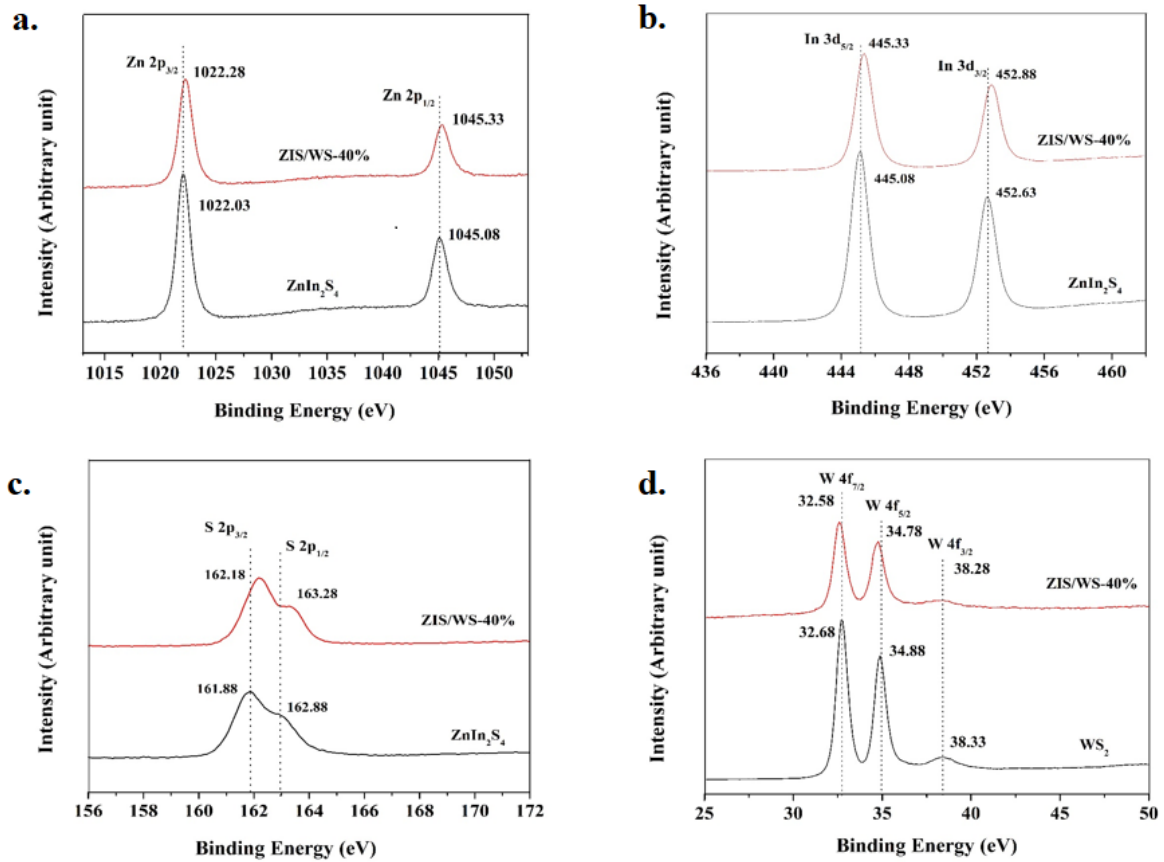 a.
Intensity (Arbitrary unit)
Zn 2p3/2
1022.28
Zn 2p1/2
1045.33
ZIS/WS-40%
1022.03
1045.08
ZnIn2S4
1015 1020 1025 1030 1035 1040 1045 1050
Binding Energy (eV)
b.
Intensity (Arbitrary unit)
In 3d5/2
445.33
In 3d3/2
452.88
ZIS/WS-40%
445.08
452.63
ZnIn2S4
436 440 444 448 452 456 460
Binding Energy (eV)
c.
Intensity (Arbitrary unit)
S 2p3/2
S 2p1/2
162.18
163.28
ZIS/WS-40%
161.88
162.88
ZnIn2S4
156 158 160 162 164 166 168 170 172
Binding Energy (eV)
d.
Intensity (Arbitrary unit)
W 4f7/2
32.58
W 4f5/2
34.78
W 4f3/2
38.28
ZIS/WS-40%
32.68
34.88
38.33
WS2
25 30 35 40 45 50
Binding Energy (eV)